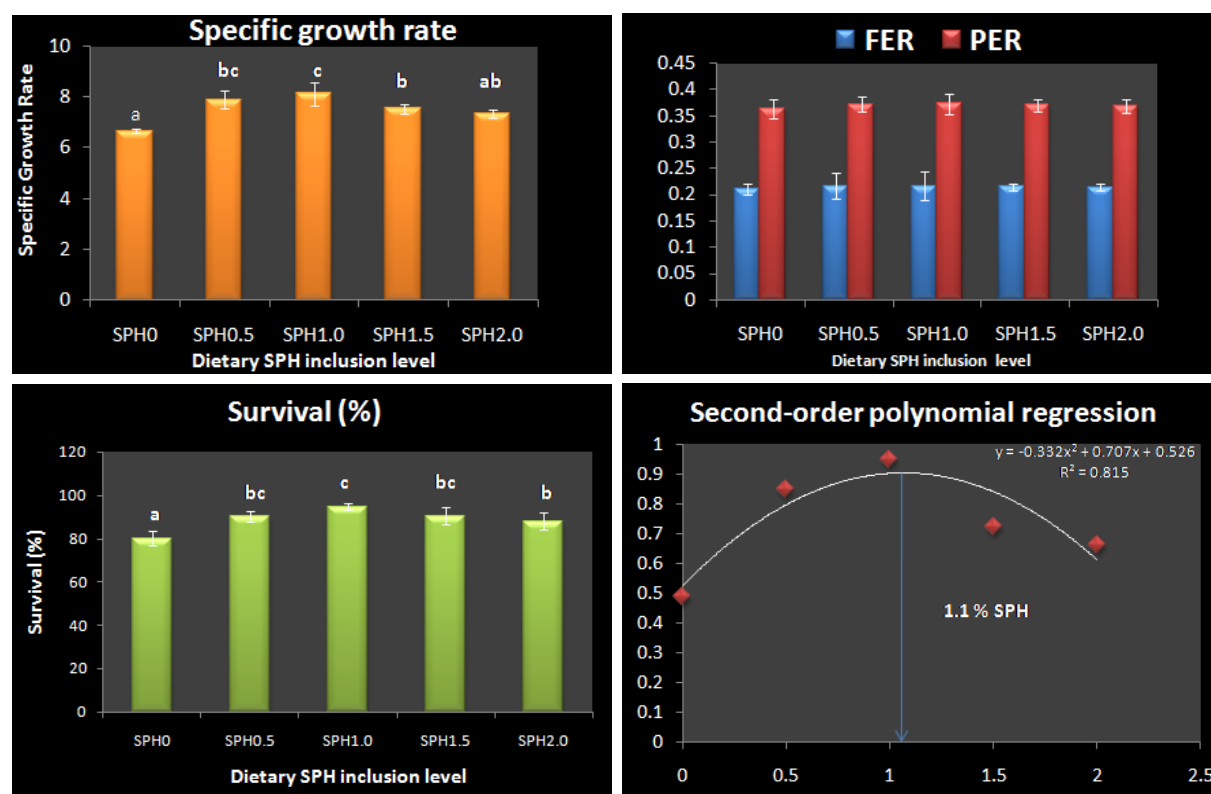 Specific growth rate
Specific Growth Rate
10
8
6
4
2
0
a
bc
c
b
ab
SPH0 SPH0.5 SPH1.0 SPH1.5 SPH2.0
Dietary SPH inclusion level
FER PER
0.45
0.4
0.35
0.3
0.25
0.2
0.15
0.1
0.05
0
SPH0 SPH0.5 SPH1.0 SPH1.5 SPH2.0
Dietary SPH inclusion level
Survival (%)
Survival (%)
120
100
80
60
40
20
0
a
bc
c
bc
b
SPH0 SPH0.5 SPH1.0 SPH1.5 SPH2.0
Dietary SPH inclusion level
Second-order polynomial regression
y = -0.332x² + 0.707x + 0.526
R² = 0.815
1
0.9
0.8
0.7
0.6
0.5
0.4
0.3
0.2
0.1
0
1.1 % SPH
0 0.5 1 1.5 2 2.5